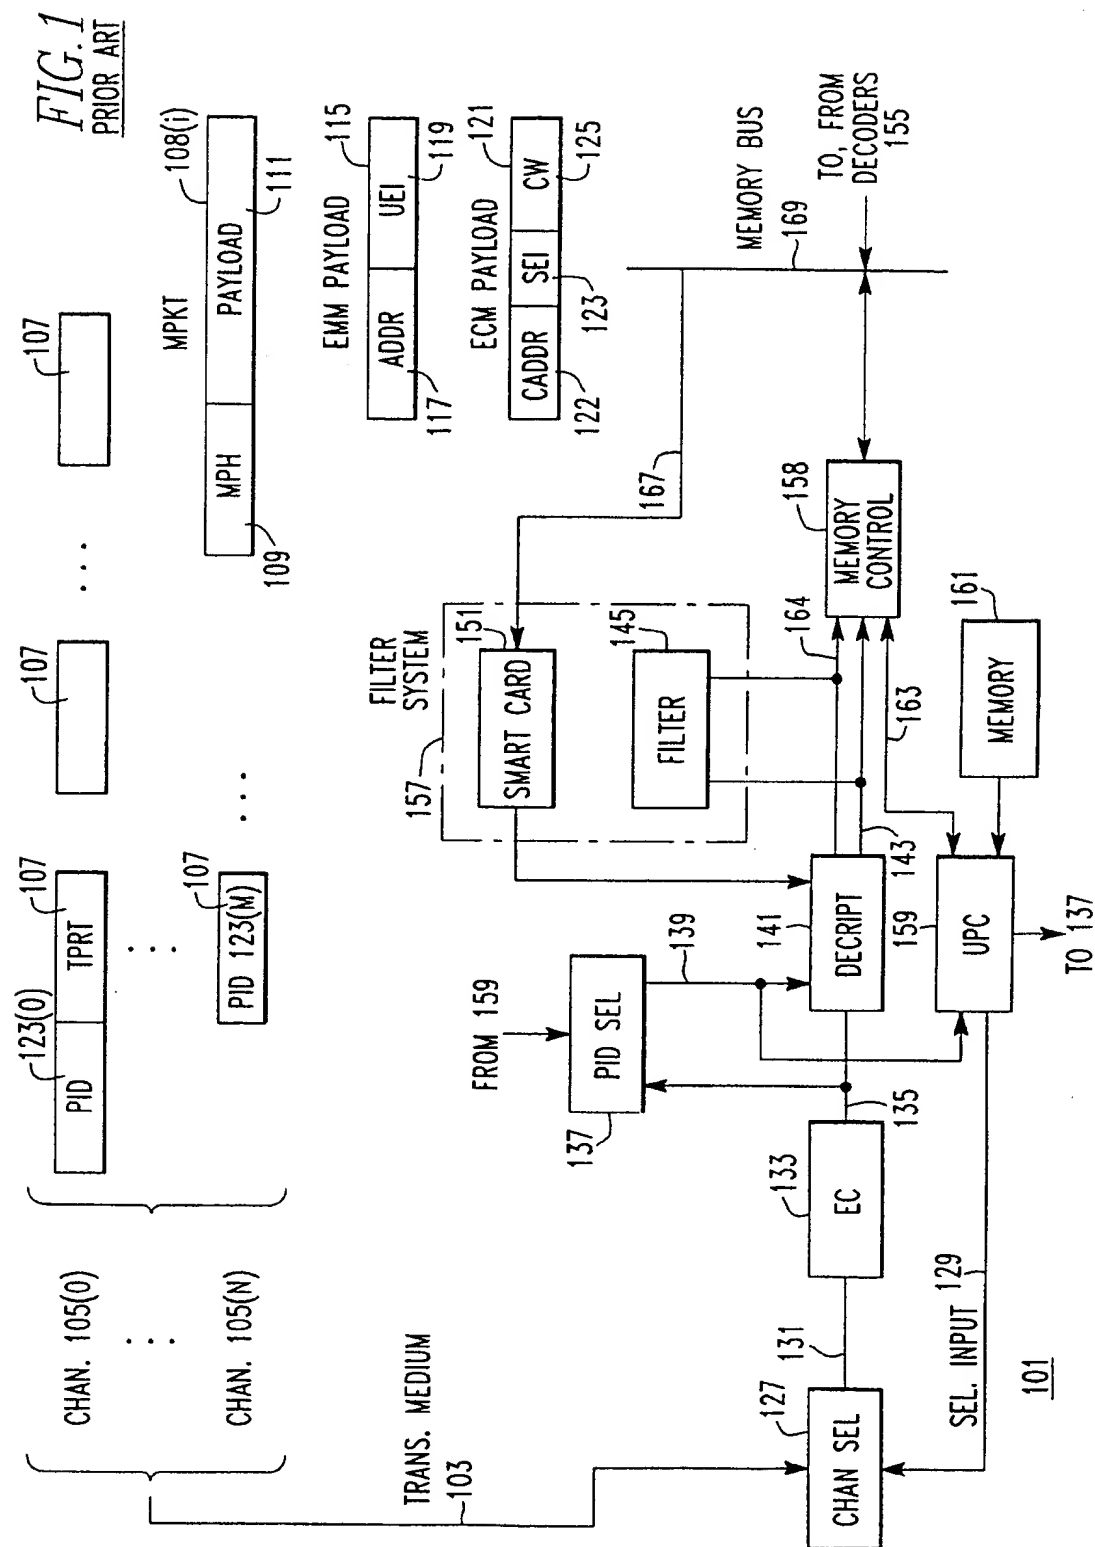 FIG. 1
PRIOR ART
CHAN. 105(0)
CHAN. 105(N)
PID
123(0)
TPRT
107
107
107
PID 123(M)
107
MPKT
108(i)
MPH
109
PAYLOAD
111
EMM PAYLOAD
115
ADDR
117
UEI
119
ECM PAYLOAD
121
CADDR
122
SEI
123
CW
125
TRANS. MEDIUM
103
FILTER
SYSTEM
157
SMART CARD
151
FILTER
145
167
MEMORY BUS
169
TO, FROM
DECODERS
155
FROM 159
PID SEL
137
139
CHAN SEL
127
131
EC
133
135
DECRIPT
141
143
164
MEMORY
CONTROL
158
163
MEMORY
161
UPC
159
TO 137
SEL. INPUT 129
101